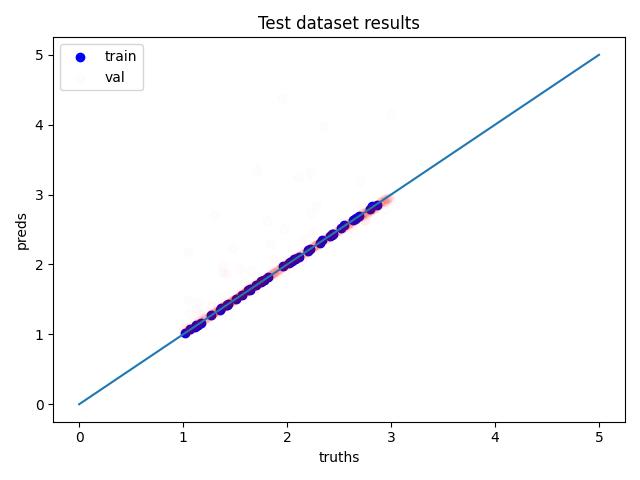 Test dataset results
train
val
5
4
3
2
1
0
preds
0 1 2 3 4 5
truths